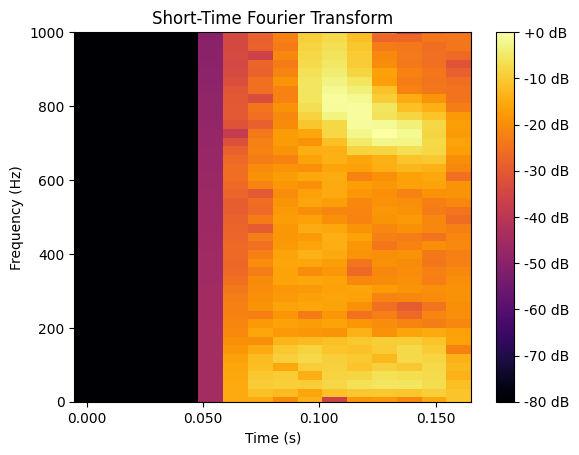 Short-Time Fourier Transform
1000
800
600
400
200
0
Frequency (Hz)
0.000
0.050
0.100
0.150
Time (s)
+0 dB
-10 dB
-20 dB
-30 dB
-40 dB
-50 dB
-60 dB
-70 dB
-80 dB